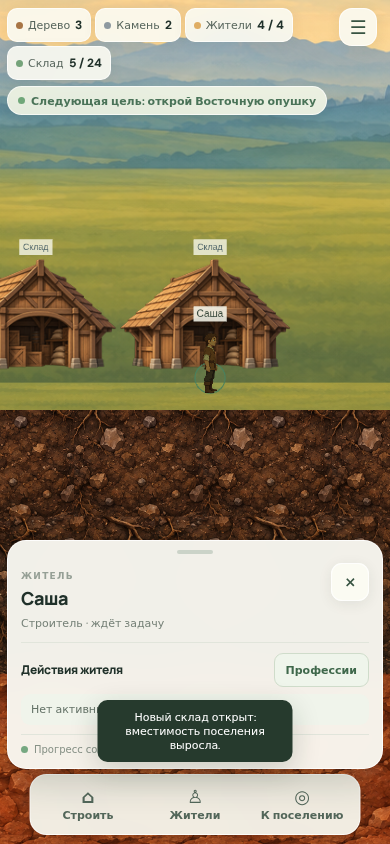 Дерево 3
Камень 2
Жители 4 / 4
Склад 5 / 24
Следующая цель: открой Восточную опушку
Склад
Склад
Саша
ЖИТЕЛЬ
Саша
Строитель · ждёт задачу
Действия жителя
Профессии
Нет активн
Новый склад открыт:
вместимость поселения
выросла.
Прогресс со
Строить
Жители
К поселению